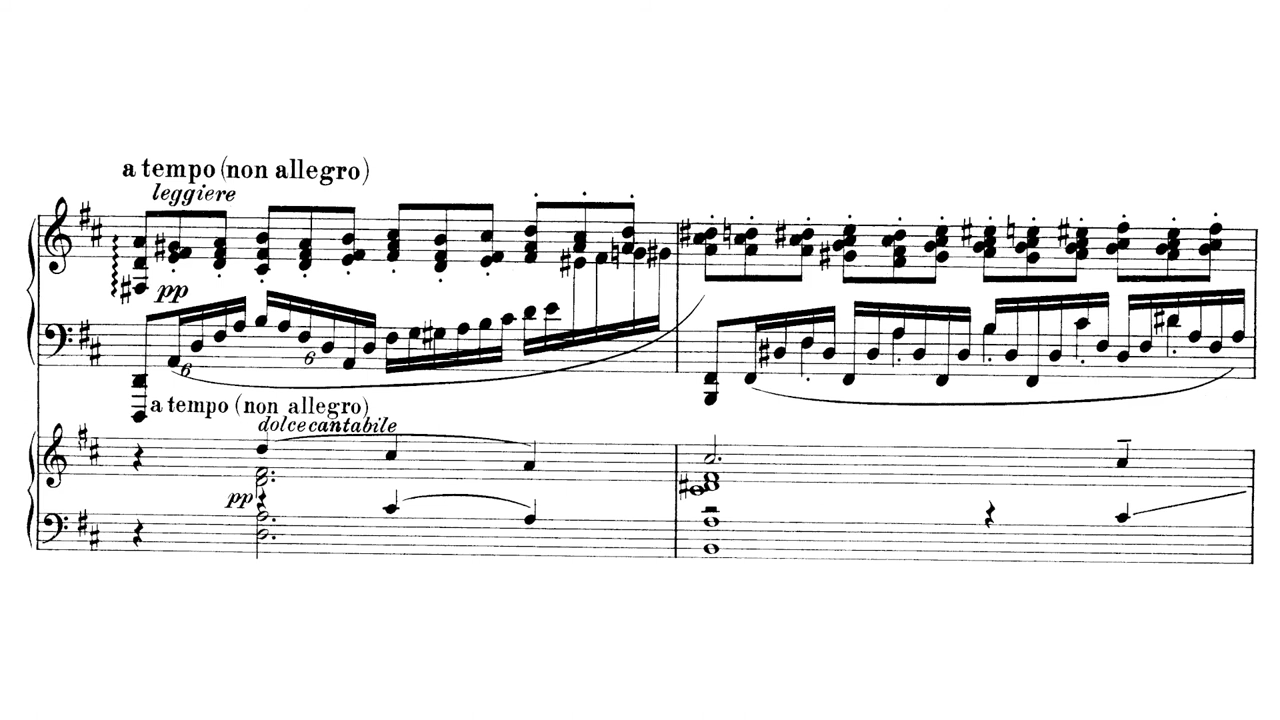 a tempo (non allegro)
leggiere
pp
6
6
a tempo (non allegro)
dolce cantabile
pp